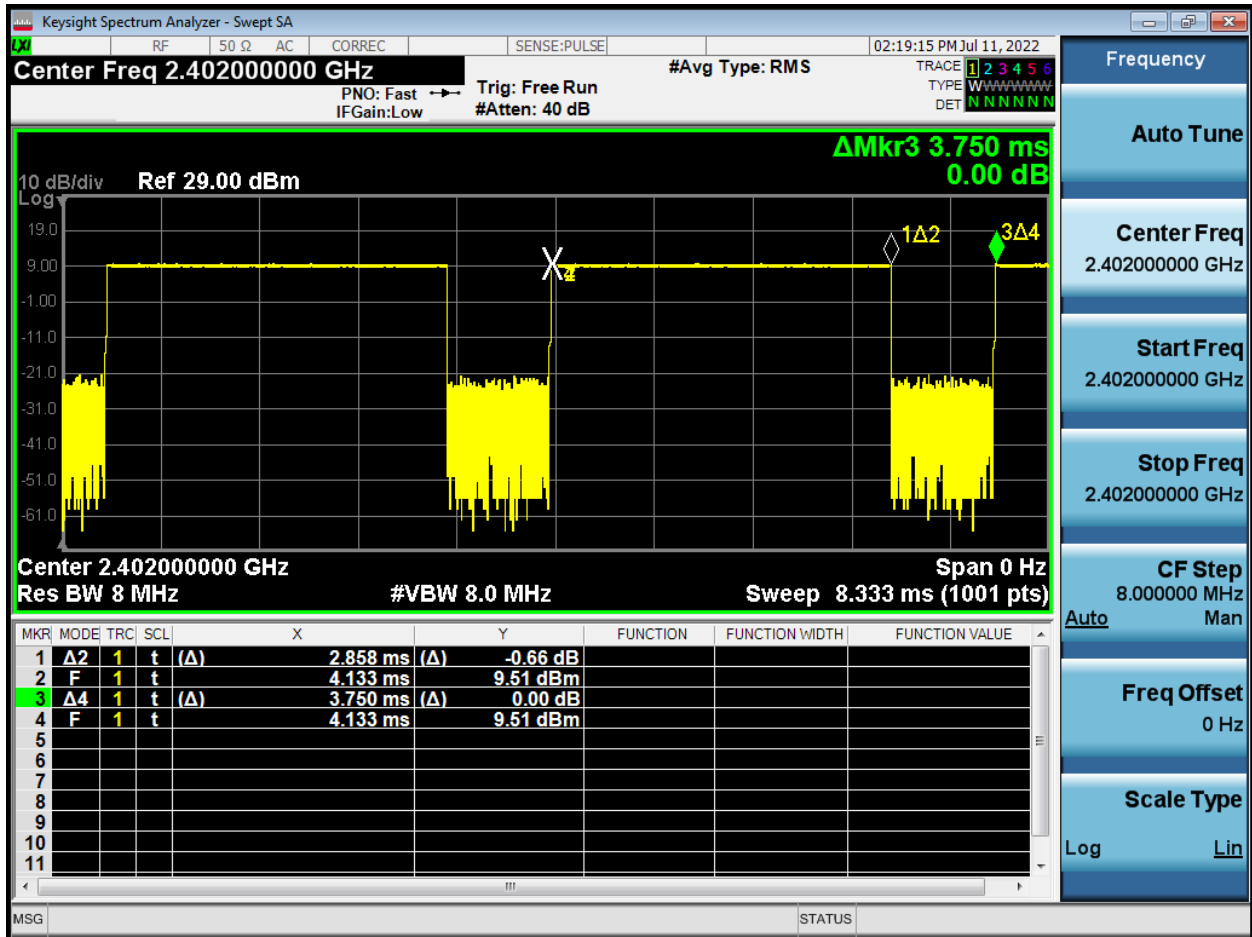 Keysight Spectrum Analyzer - Swept SA
LXI RF 50 Ω AC CORREC SENSE:PULSE 02:19:15 PM Jul 11, 2022
Center Freq 2.402000000 GHz
PNO: Fast
IFGain:Low
Trig: Free Run
#Atten: 40 dB
#Avg Type: RMS
TRACE 1 2 3 4 5 6
TYPE WWWWWW
DET N N N N N N
ΔMkr3 3.750 ms
0.00 dB
10 dB/div Ref 29.00 dBm
Log
19.0
9.00
-1.00
-11.0
-21.0
-31.0
-41.0
-51.0
-61.0
X
4
1Δ2
3Δ4
Center 2.402000000 GHz Span 0 Hz
Res BW 8 MHz #VBW 8.0 MHz Sweep 8.333 ms (1001 pts)
MKR MODE TRC SCL X Y FUNCTION FUNCTION WIDTH FUNCTION VALUE
1 Δ2 1 t (Δ) 2.858 ms (Δ) -0.66 dB
2 F 1 t 4.133 ms 9.51 dBm
3 Δ4 1 t (Δ) 3.750 ms (Δ) 0.00 dB
4 F 1 t 4.133 ms 9.51 dBm
5
6
7
8
9
10
11
MSG STATUS
Frequency
Auto Tune
Center Freq
2.402000000 GHz
Start Freq
2.402000000 GHz
Stop Freq
2.402000000 GHz
CF Step
8.000000 MHz
Auto Man
Freq Offset
0 Hz
Scale Type
Log Lin